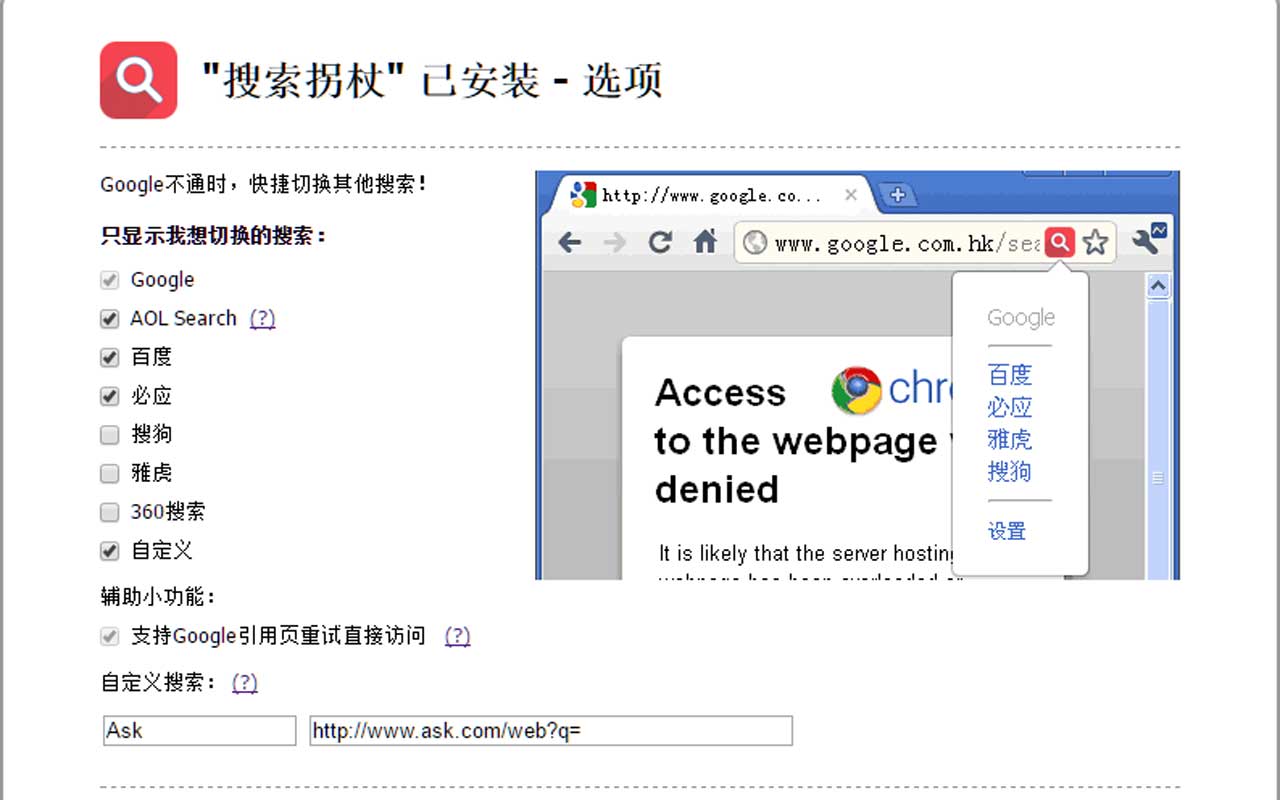 "搜索拐杖" 已安装 - 选项
Google不通时，快捷切换其他搜索！
只显示我想切换的搜索：
Google
AOL Search (?)
百度
必应
搜狗
雅虎
360搜索
自定义
辅助小功能：
支持Google引用页重试直接访问 (?)
自定义搜索： (?)
Ask http://www.ask.com/web?q=
http://www.google.co...
www.google.com.hk/sea
Access chr
to the webpage
denied
It is likely that the server hosting
Google
百度
必应
雅虎
搜狗
设置